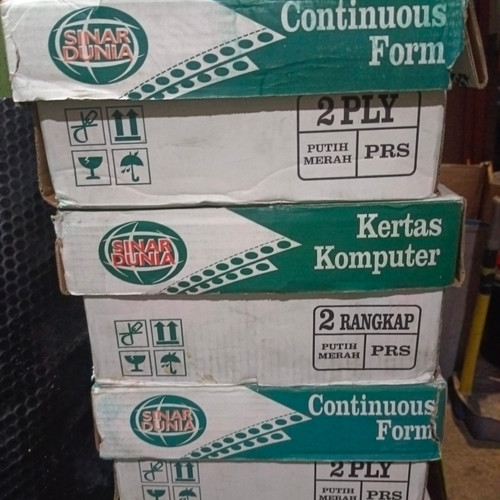 SINAR
DUNIA
Continuous
Form
2 PLY
PUTIH
MERAH
PRS
SINAR
DUNIA
Kertas
Komputer
2 RANGKAP
PUTIH
MERAH
PRS
SINAR
DUNIA
Continuous
Form
2 PLY
PUTIH
PRS